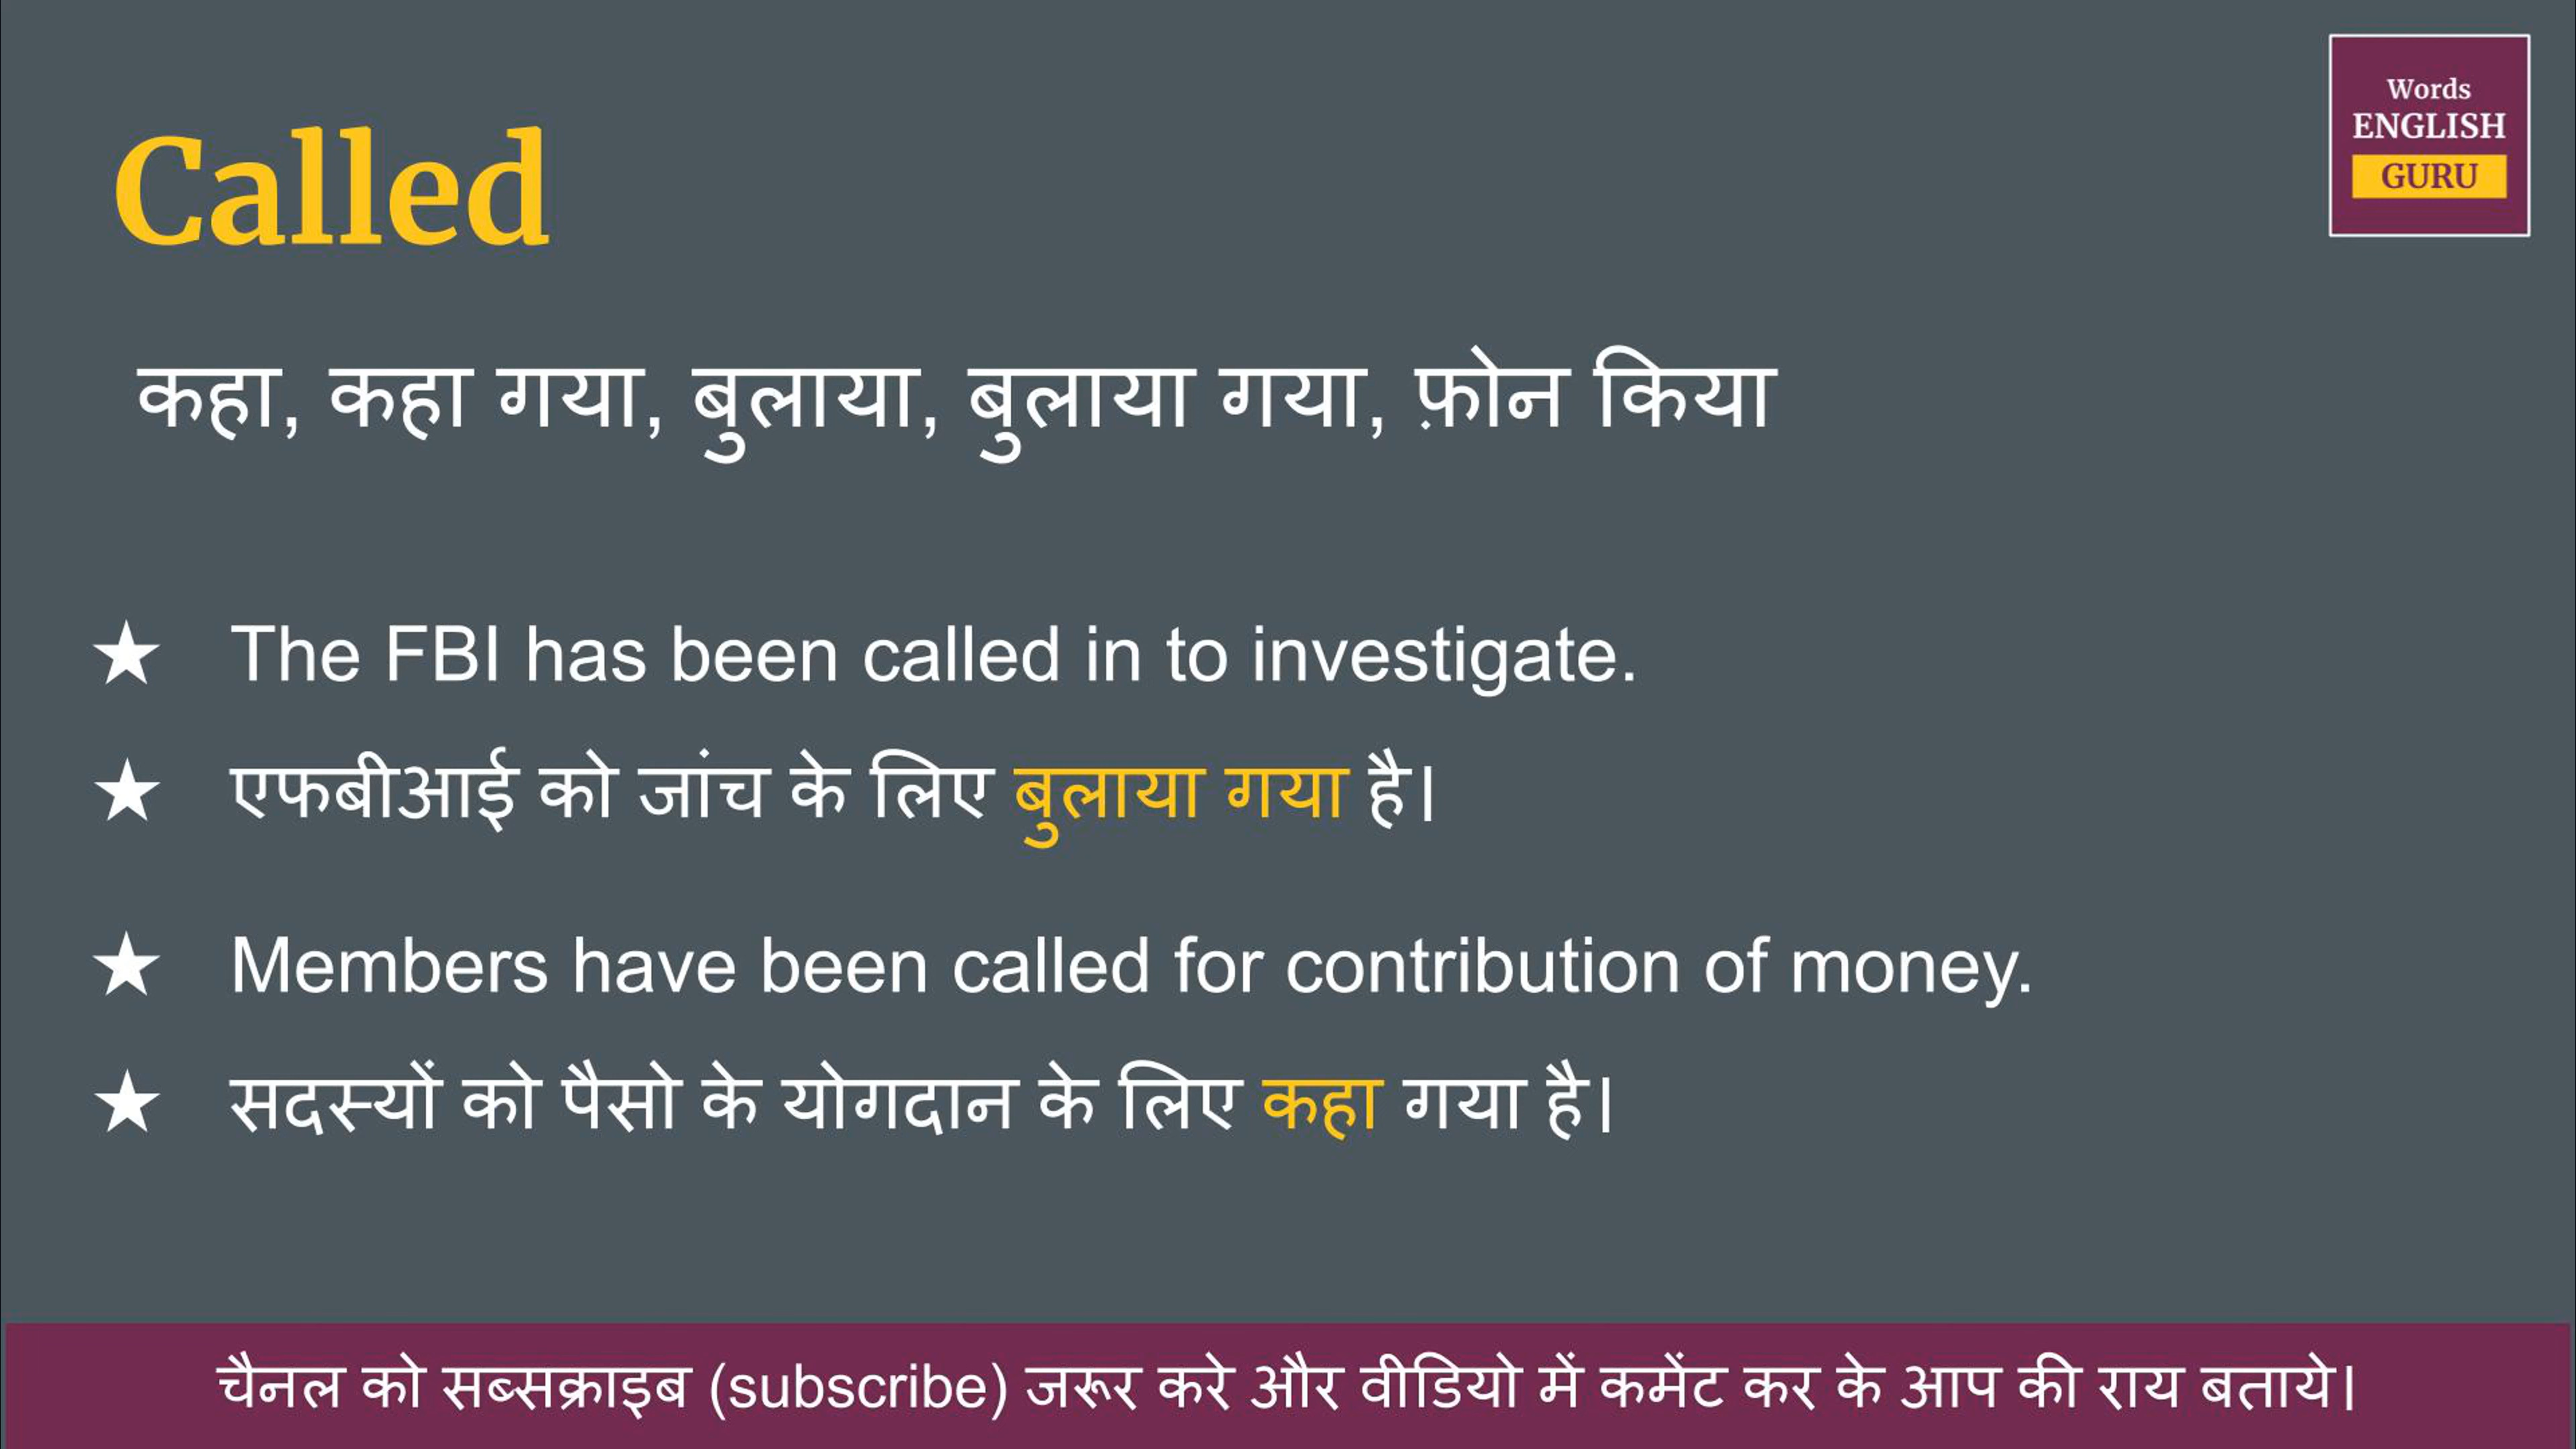 Words
ENGLISH
GURU
Called
कहा, कहा गया, बुलाया, बुलाया गया, फ़ोन किया
★ The FBI has been called in to investigate.
★ एफबीआई को जांच के लिए बुलाया गया है।
★ Members have been called for contribution of money.
★ सदस्यों को पैसो के योगदान के लिए कहा गया है।
चैनल को सब्सक्राइब (subscribe) जरूर करे और वीडियो में कमेंट कर के आप की राय बताये।